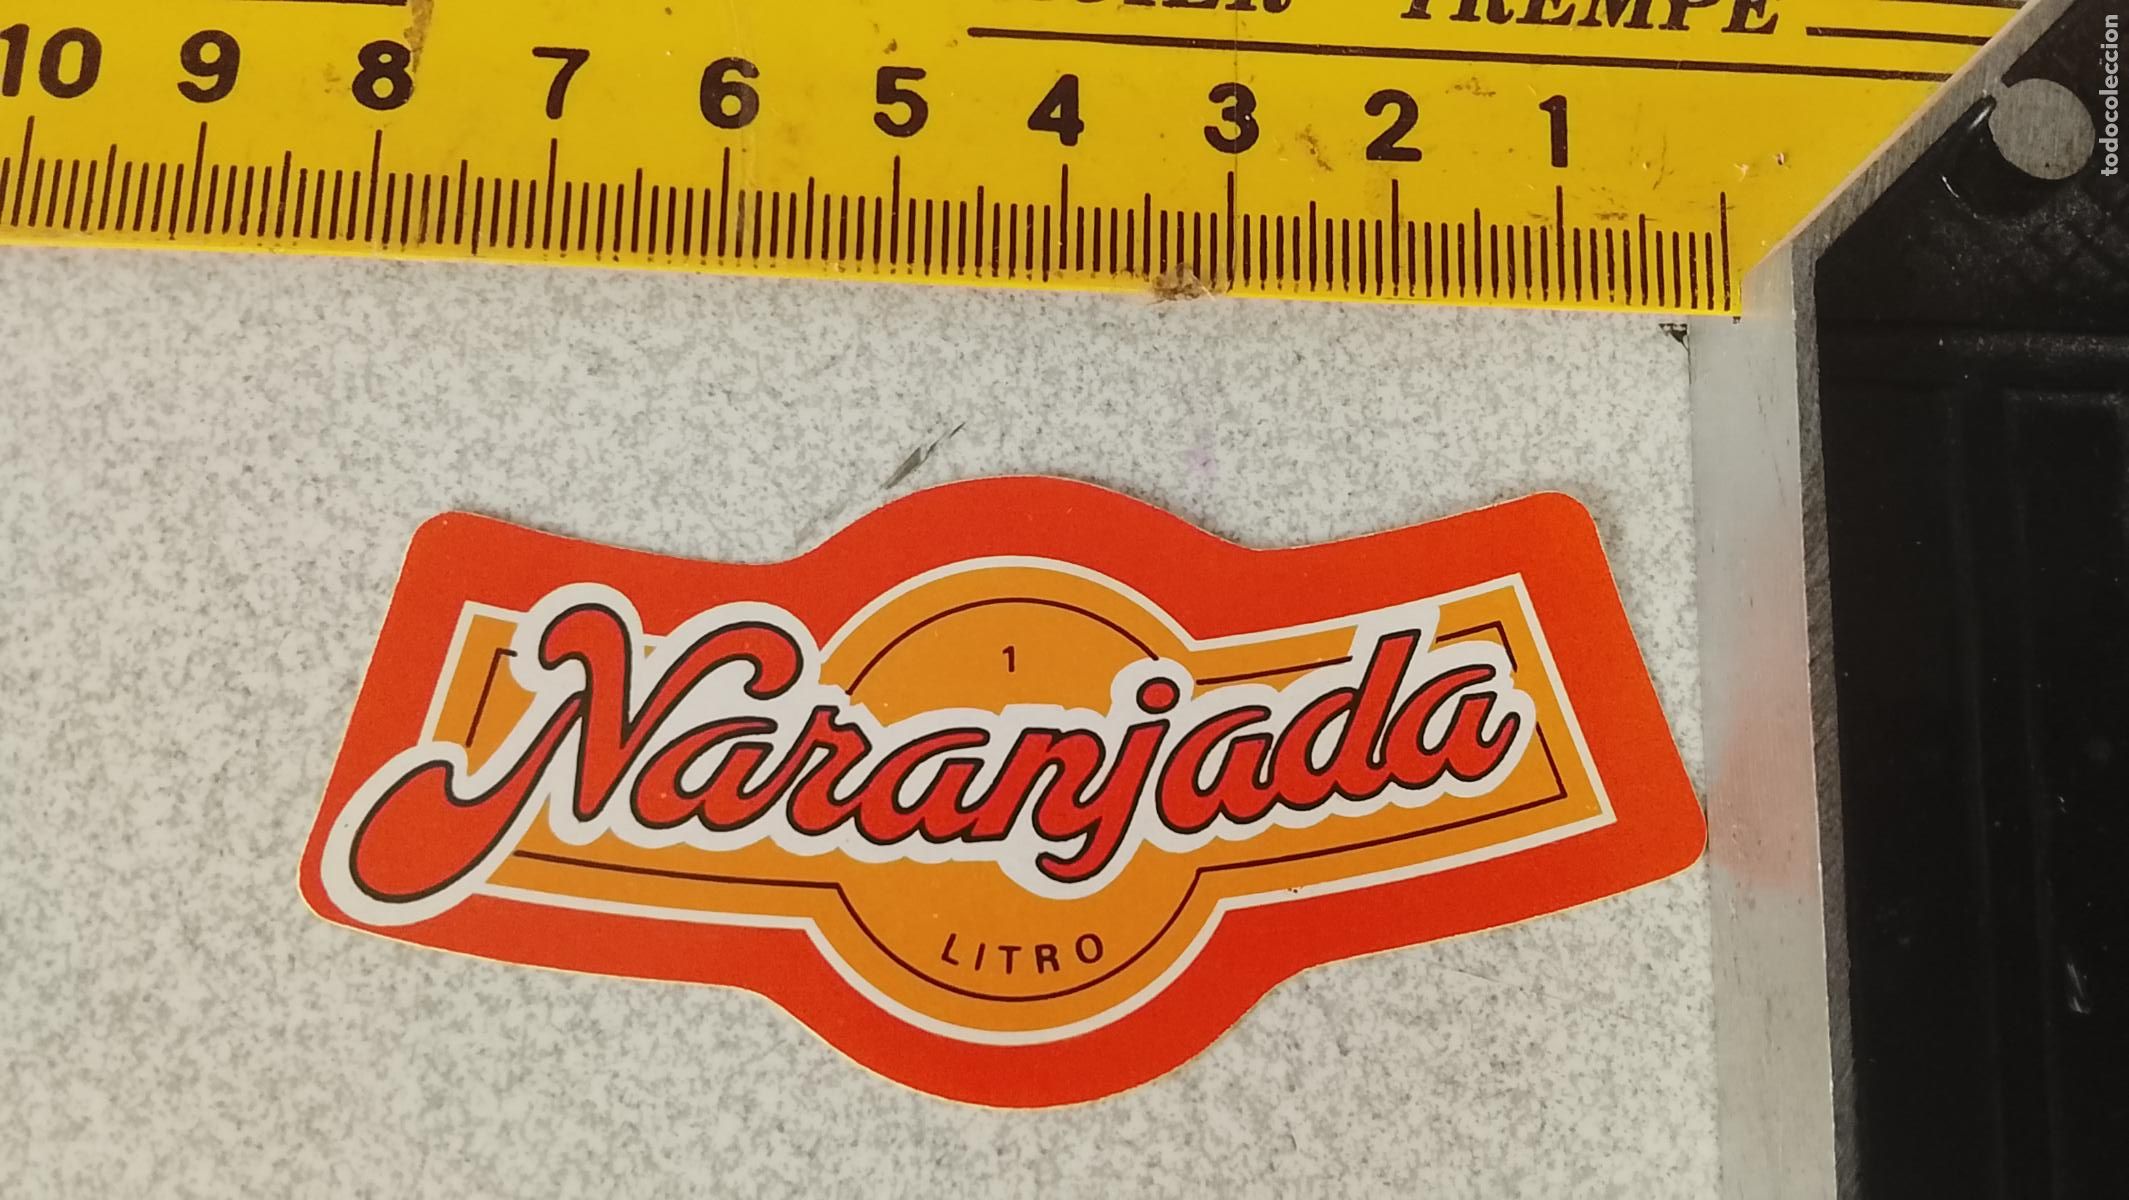 TREMPE
10 9 8 7 6 5 4 3 2 1
todocoleccion
1
Naranjada
LITRO